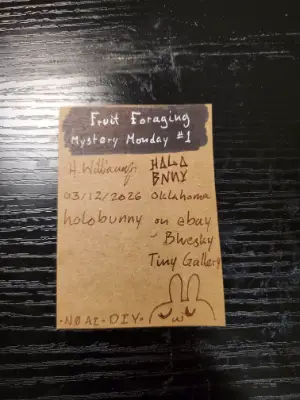 Fruit Foraging
Mystery Monday #1
H. Williams HALO BNNY
03/12/2026 Oklahoma
holobunny on ebay
~ Bluesky
Tiny Gallery
• NO AI • DIY •